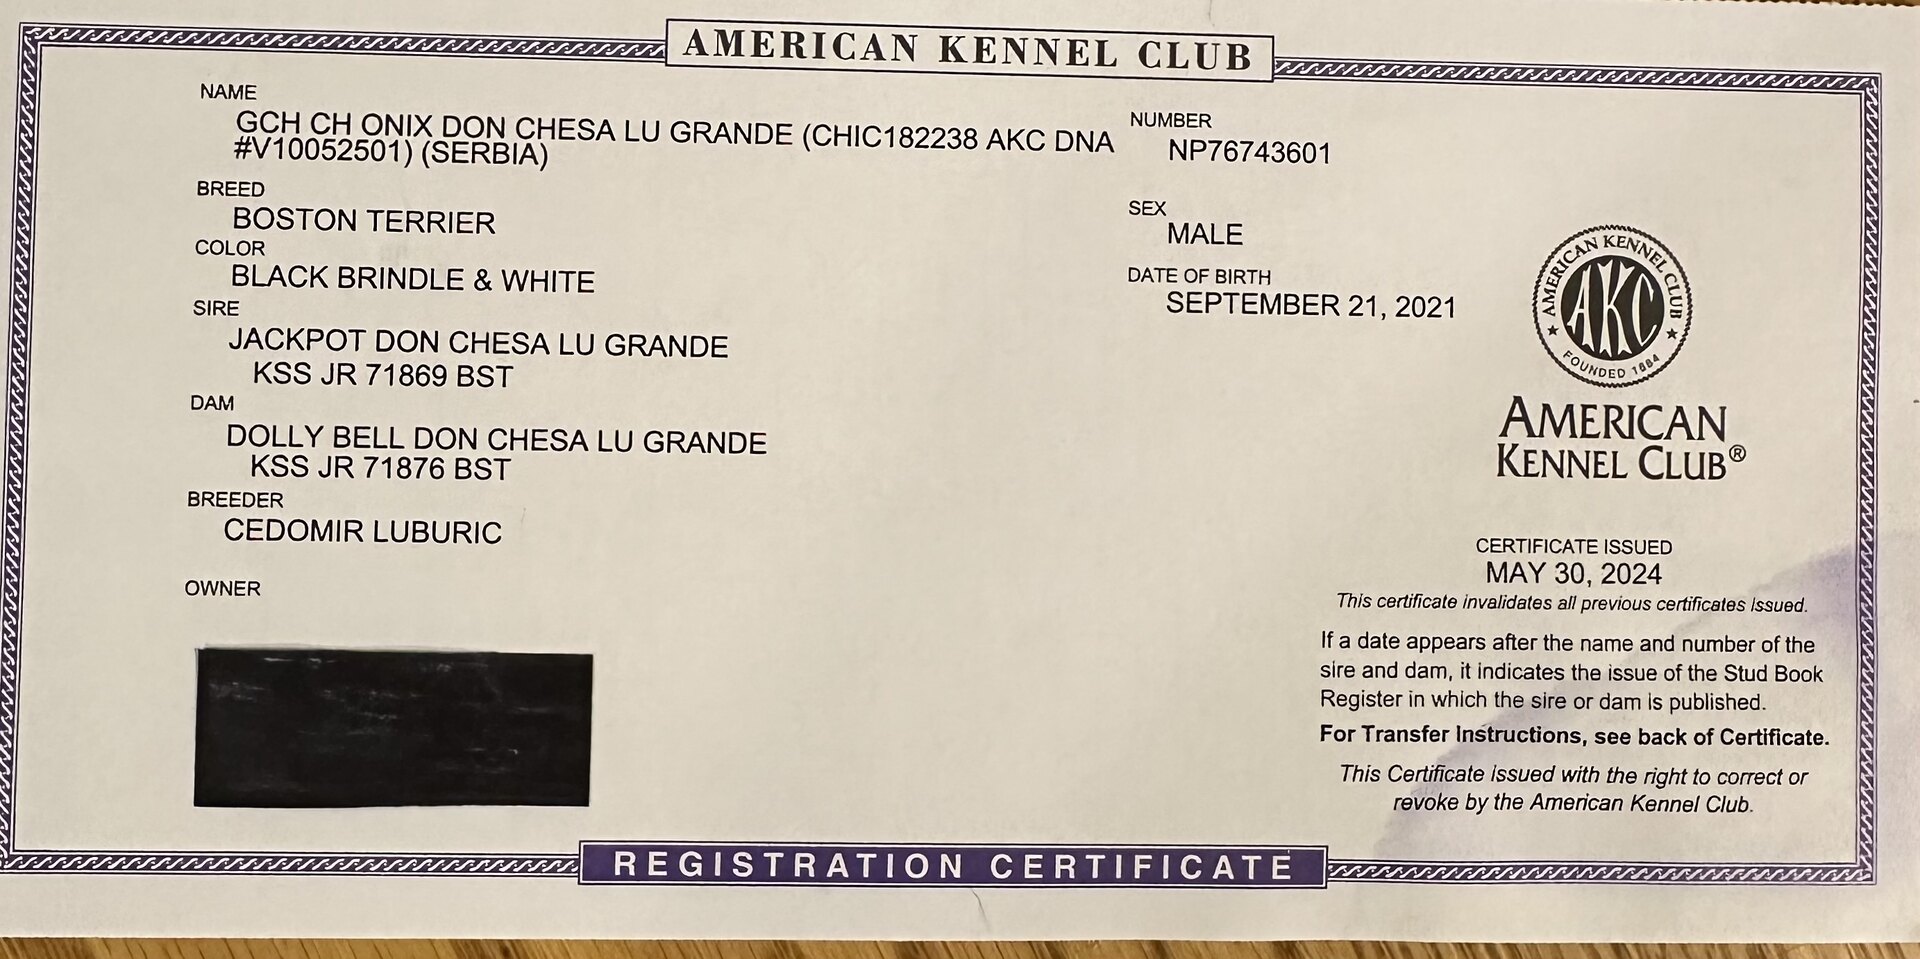 AMERICAN KENNEL CLUB
NAME
GCH CH ONIX DON CHESA LU GRANDE (CHIC182238 AKC DNA
#V10052501) (SERBIA)
NUMBER
NP76743601
BREED
BOSTON TERRIER
SEX
MALE
COLOR
BLACK BRINDLE & WHITE
DATE OF BIRTH
SEPTEMBER 21, 2021
SIRE
JACKPOT DON CHESA LU GRANDE
KSS JR 71869 BST
DAM
DOLLY BELL DON CHESA LU GRANDE
KSS JR 71876 BST
BREEDER
CEDOMIR LUBURIC
OWNER
AMERICAN KENNEL CLUB
AKC
FOUNDED 1884
AMERICAN
KENNEL CLUB®
CERTIFICATE ISSUED
MAY 30, 2024
This certificate invalidates all previous certificates issued.
If a date appears after the name and number of the
sire and dam, it indicates the issue of the Stud Book
Register in which the sire or dam is published.
For Transfer Instructions, see back of Certificate.
This Certificate issued with the right to correct or
revoke by the American Kennel Club.
REGISTRATION CERTIFICATE